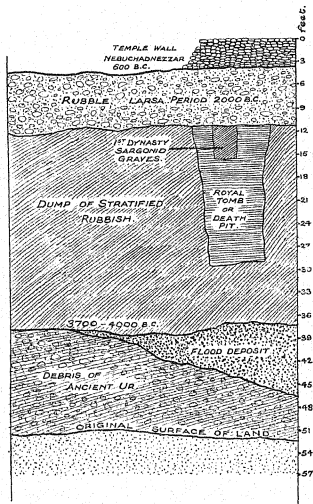 feet.
0
TEMPLE WALL
NEBUCHADNEZZAR
600 B.C.
3
6
RUBBLE LARSA PERIOD 2000 B.C.
9
12
1ST DYNASTY
SARGONID
GRAVES.
15
18
DUMP OF STRATIFIED
RUBBISH.
ROYAL
TOMB
OR
DEATH
PIT.
21
24
27
30
33
36
3700-4000 B.C.
39
FLOOD DEPOSIT
42
DEBRIS OF
ANCIENT UR
45
48
ORIGINAL SURFACE OF LAND
51
54
57